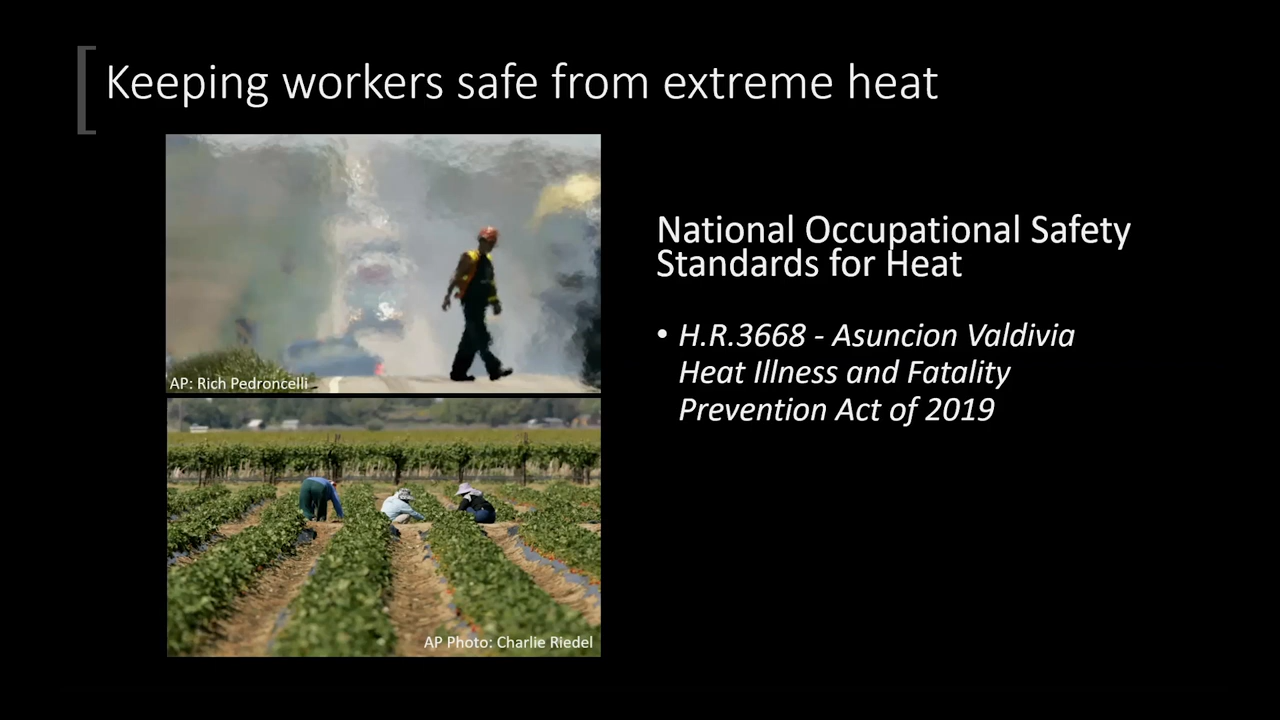 Keeping workers safe from extreme heat
AP: Rich Pedroncelli
AP Photo: Charlie Riedel
National Occupational Safety
Standards for Heat
• H.R.3668 - Asuncion Valdivia
Heat Illness and Fatality
Prevention Act of 2019